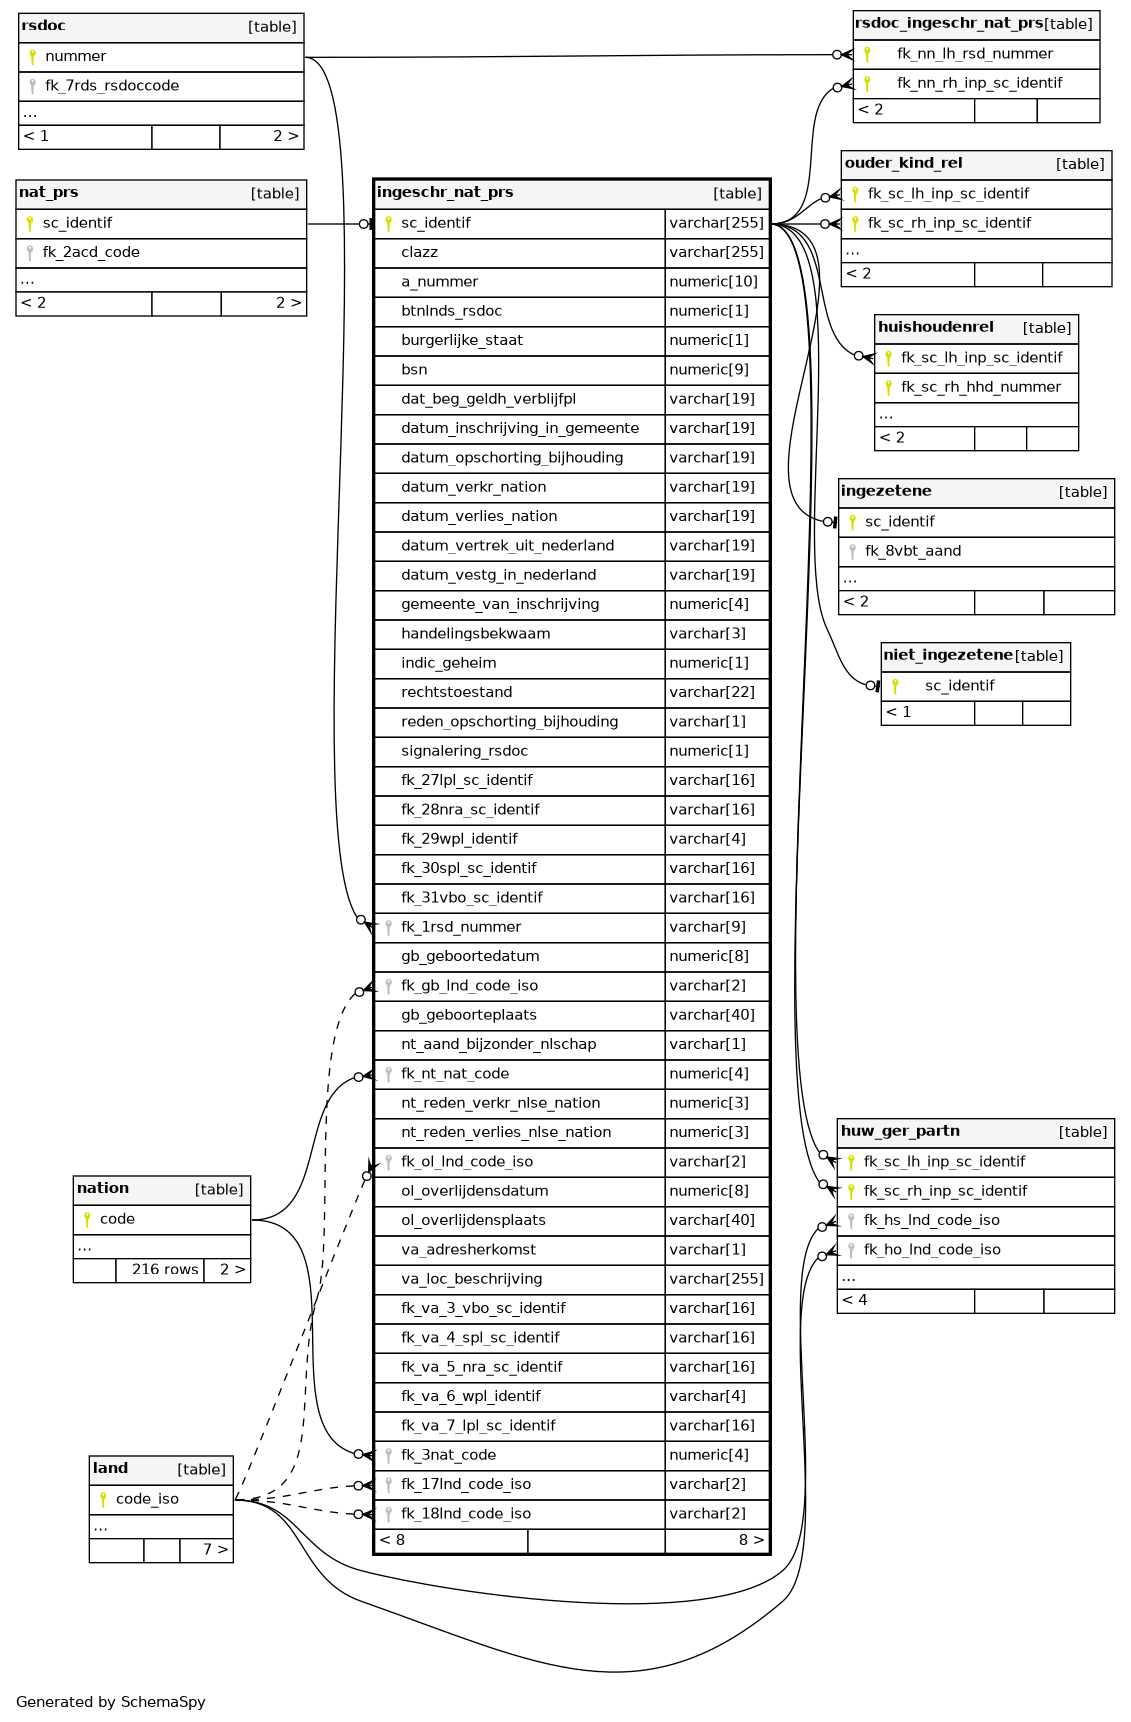 rsdoc [table]
nummer
fk_7rds_rsdoccode
...
< 1 2 >
nat_prs [table]
sc_identif
fk_2acd_code
...
< 2 2 >
nation [table]
code
...
216 rows 2 >
land [table]
code_iso
...
7 >
ingeschr_nat_prs [table]
sc_identif varchar[255]
clazz varchar[255]
a_nummer numeric[10]
btnlnds_rsdoc numeric[1]
burgerlijke_staat numeric[1]
bsn numeric[9]
dat_beg_geldh_verblijfpl varchar[19]
datum_inschrijving_in_gemeente varchar[19]
datum_opschorting_bijhouding varchar[19]
datum_verkr_nation varchar[19]
datum_verlies_nation varchar[19]
datum_vertrek_uit_nederland varchar[19]
datum_vestg_in_nederland varchar[19]
gemeente_van_inschrijving numeric[4]
handelingsbekwaam varchar[3]
indic_geheim numeric[1]
rechtstoestand varchar[22]
reden_opschorting_bijhouding varchar[1]
signalering_rsdoc numeric[1]
fk_27lpl_sc_identif varchar[16]
fk_28nra_sc_identif varchar[16]
fk_29wpl_identif varchar[4]
fk_30spl_sc_identif varchar[16]
fk_31vbo_sc_identif varchar[16]
fk_1rsd_nummer varchar[9]
gb_geboortedatum numeric[8]
fk_gb_lnd_code_iso varchar[2]
gb_geboorteplaats varchar[40]
nt_aand_bijzonder_nlschap varchar[1]
fk_nt_nat_code numeric[4]
nt_reden_verkr_nlse_nation numeric[3]
nt_reden_verlies_nlse_nation numeric[3]
fk_ol_lnd_code_iso varchar[2]
ol_overlijdensdatum numeric[8]
ol_overlijdensplaats varchar[40]
va_adresherkomst varchar[1]
va_loc_beschrijving varchar[255]
fk_va_3_vbo_sc_identif varchar[16]
fk_va_4_spl_sc_identif varchar[16]
fk_va_5_nra_sc_identif varchar[16]
fk_va_6_wpl_identif varchar[4]
fk_va_7_lpl_sc_identif varchar[16]
fk_3nat_code numeric[4]
fk_17lnd_code_iso varchar[2]
fk_18lnd_code_iso varchar[2]
< 8 8 >
rsdoc_ingeschr_nat_prs [table]
fk_nn_lh_rsd_nummer
fk_nn_rh_inp_sc_identif
< 2
ouder_kind_rel [table]
fk_sc_lh_inp_sc_identif
fk_sc_rh_inp_sc_identif
...
< 2
huishoudenrel [table]
fk_sc_lh_inp_sc_identif
fk_sc_rh_hhd_nummer
...
< 2
ingezetene [table]
sc_identif
fk_8vbt_aand
...
< 2
niet_ingezetene [table]
sc_identif
< 1
huw_ger_partn [table]
fk_sc_lh_inp_sc_identif
fk_sc_rh_inp_sc_identif
fk_hs_lnd_code_iso
fk_ho_lnd_code_iso
...
< 4
Generated by SchemaSpy